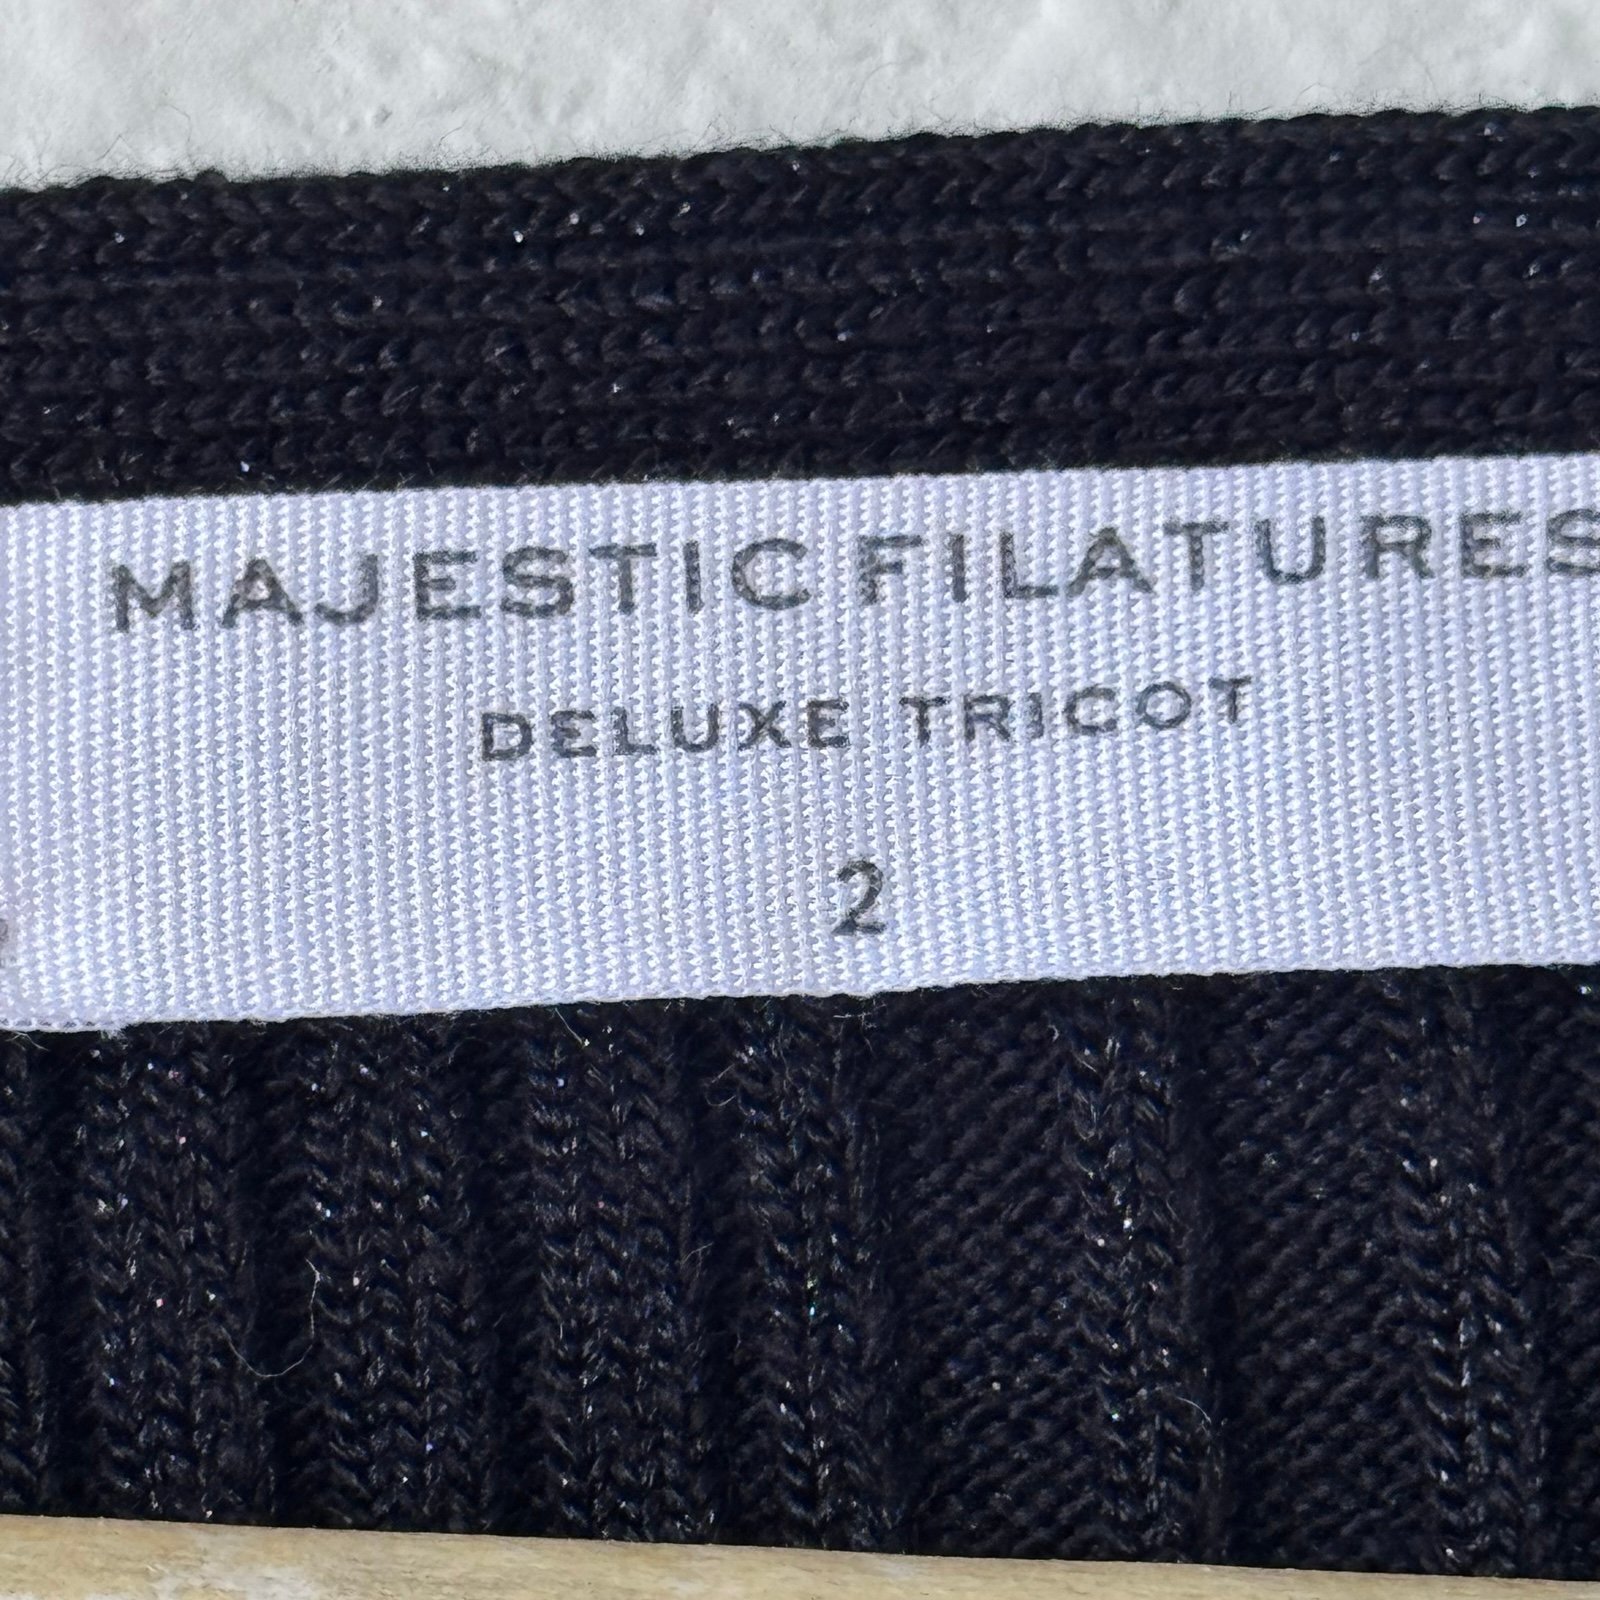 MAJESTIC FILATURES
DELUXE TRICOT
2